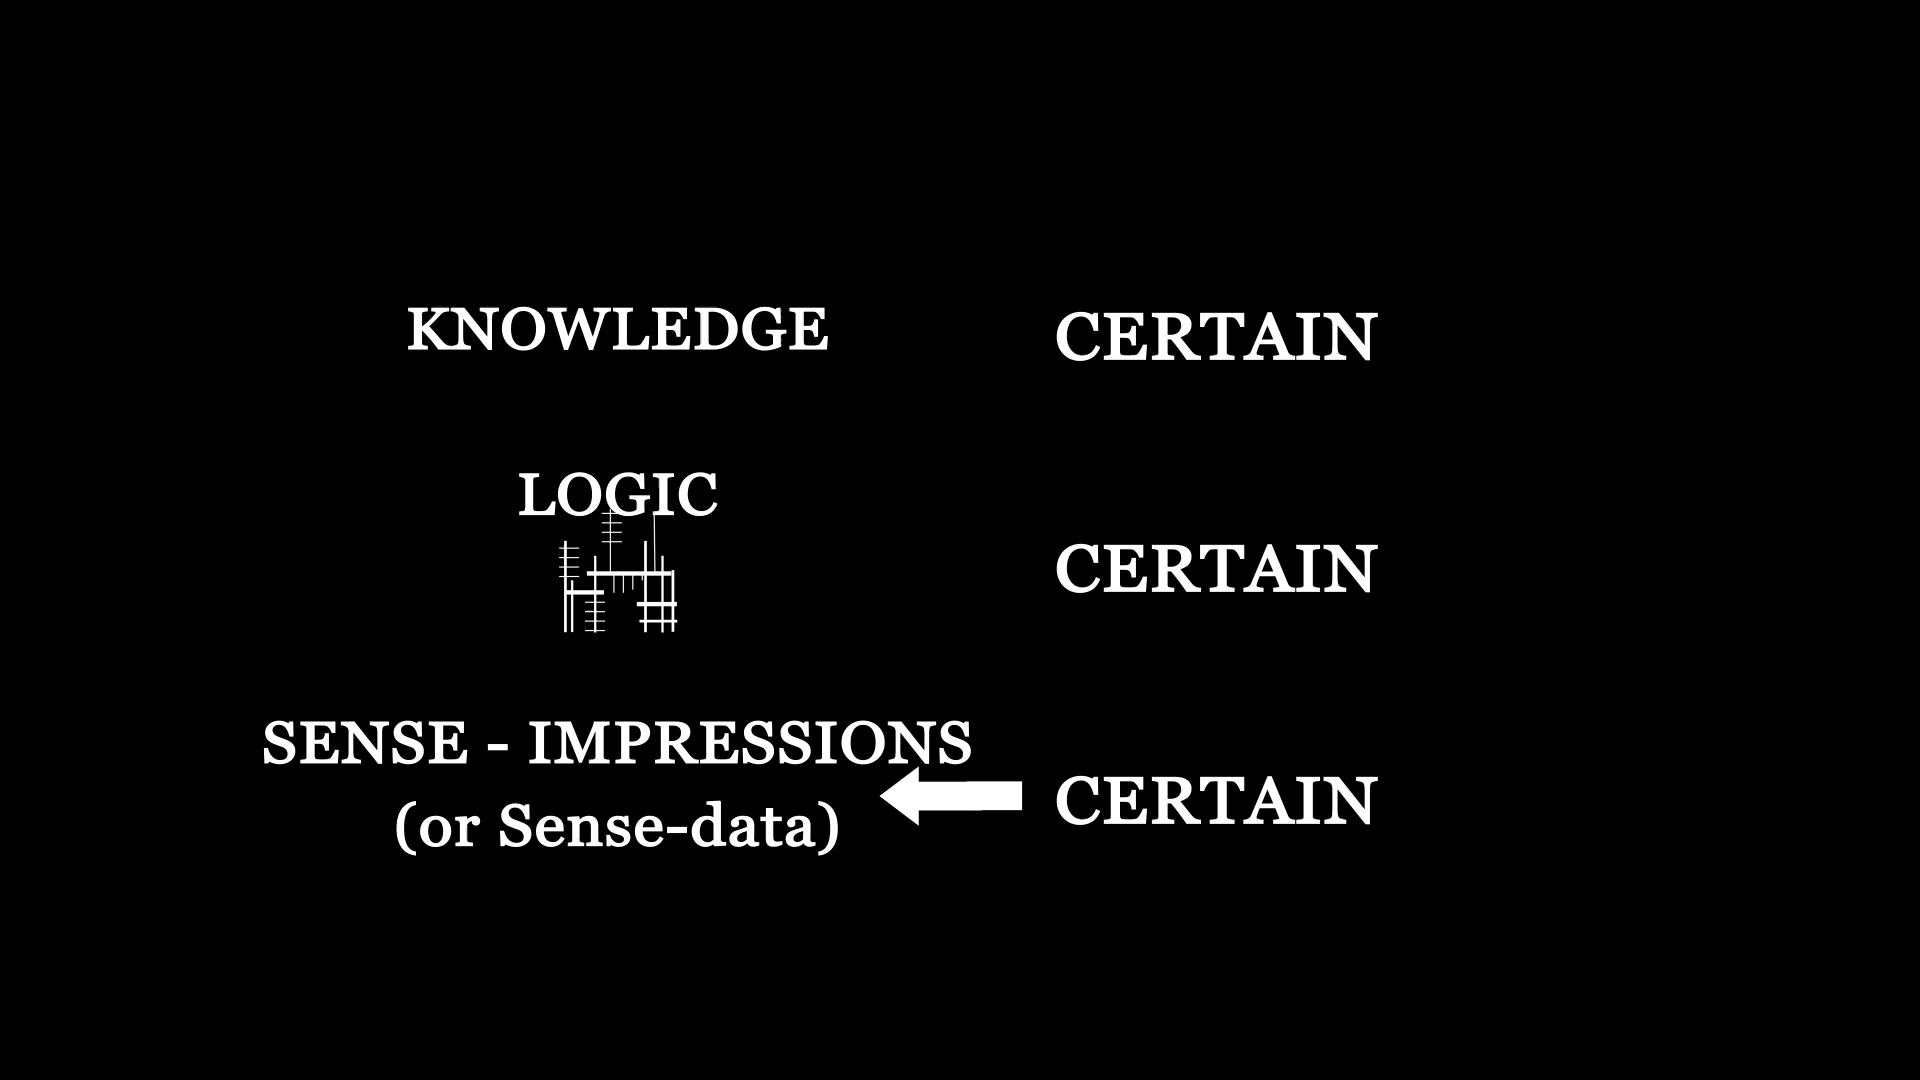 KNOWLEDGE
CERTAIN
LOGIC
CERTAIN
SENSE - IMPRESSIONS
(or Sense-data)
CERTAIN